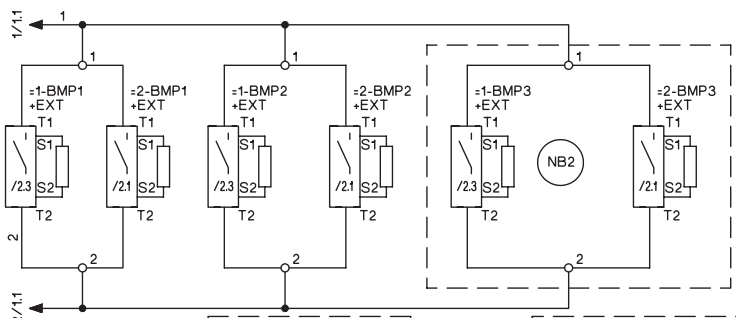 1/1.1
1
1
1
1
=1-BMP1
+EXT
=2-BMP1
+EXT
=1-BMP2
+EXT
=2-BMP2
+EXT
=1-BMP3
+EXT
=2-BMP3
+EXT
T1
T1
T1
T1
T1
T1
S1
S1
S1
S1
S1
S1
NB2
/2.3
S2
/2.1
S2
/2.3
S2
/2.1
S2
/2.3
S2
/2.1
S2
T2
T2
T2
T2
T2
T2
2
2
2
2
2/1.1